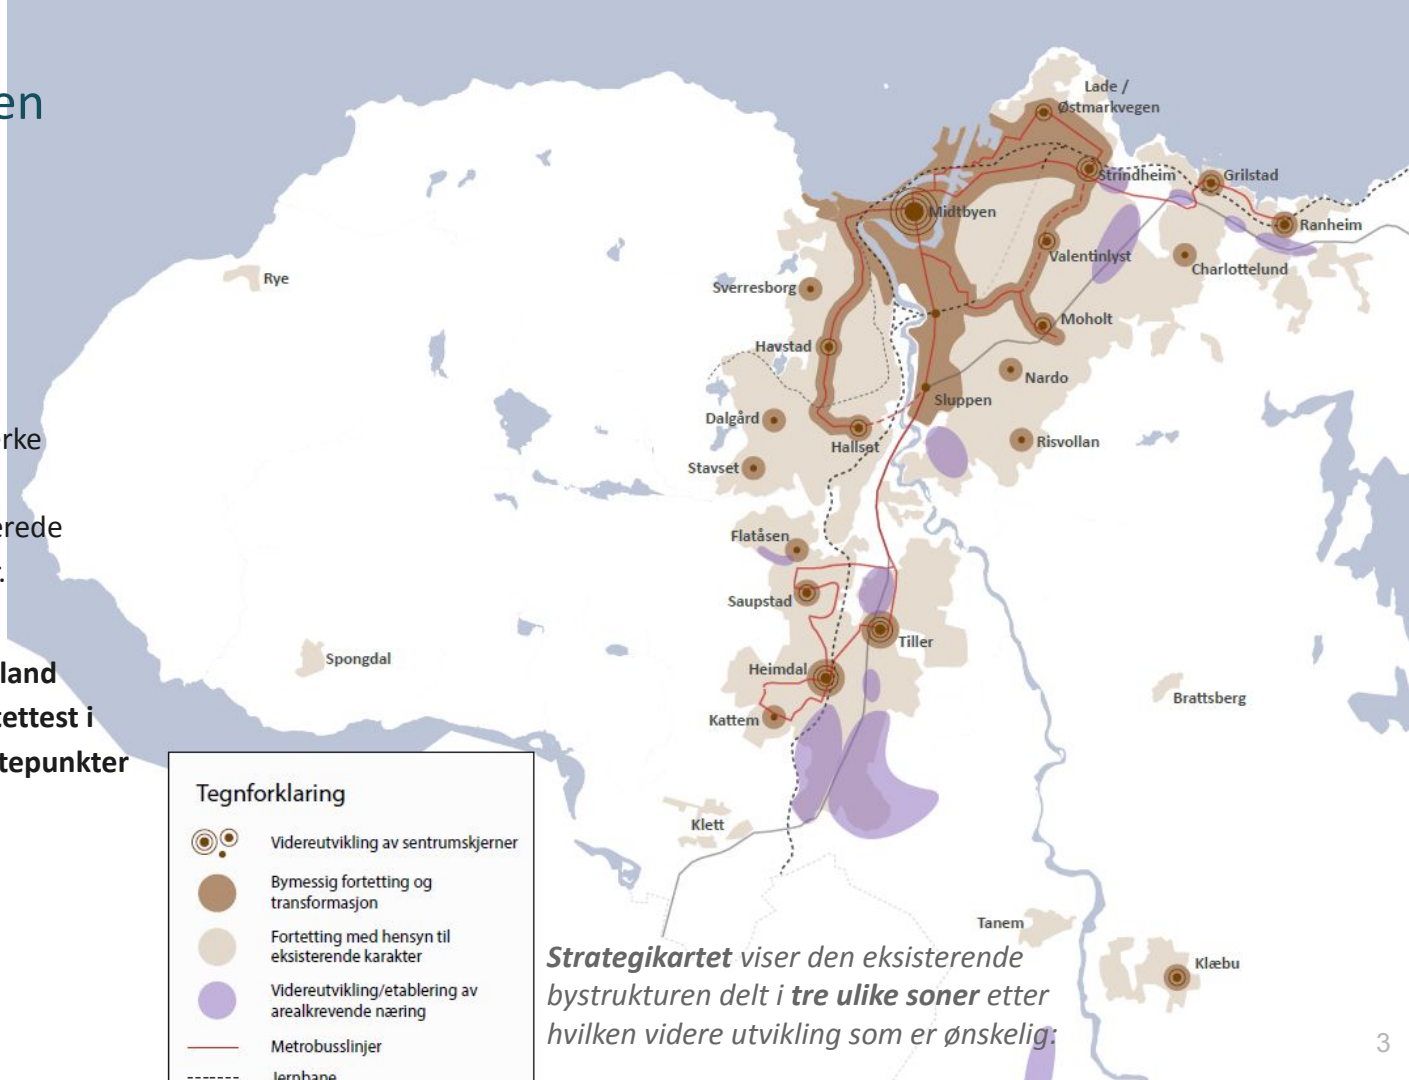 en
rke
erede
r.
land
tettest i
tepunkter
Lade /
Østmarkvegen
Strindheim
Grilstad
Midtbyen
Ranheim
Valentinlyst
Charlottelund
Rye
Sverresborg
Moholt
Havstad
Nardo
Sluppen
Dalgård
Hallset
Risvollan
Stavset
Flatåsen
Saupstad
Tiller
Spongdal
Heimdal
Brattsberg
Kattem
Klett
Tanem
Klæbu
Tegnforklaring
Videreutvikling av sentrumskjerner
Bymessig fortetting og
transformasjon
Fortetting med hensyn til
eksisterende karakter
Videreutvikling/etablering av
arealkrevende næring
Metrobusslinjer
Jernbane
Strategikartet viser den eksisterende
bystrukturen delt i tre ulike soner etter
hvilken videre utvikling som er ønskelig:
3